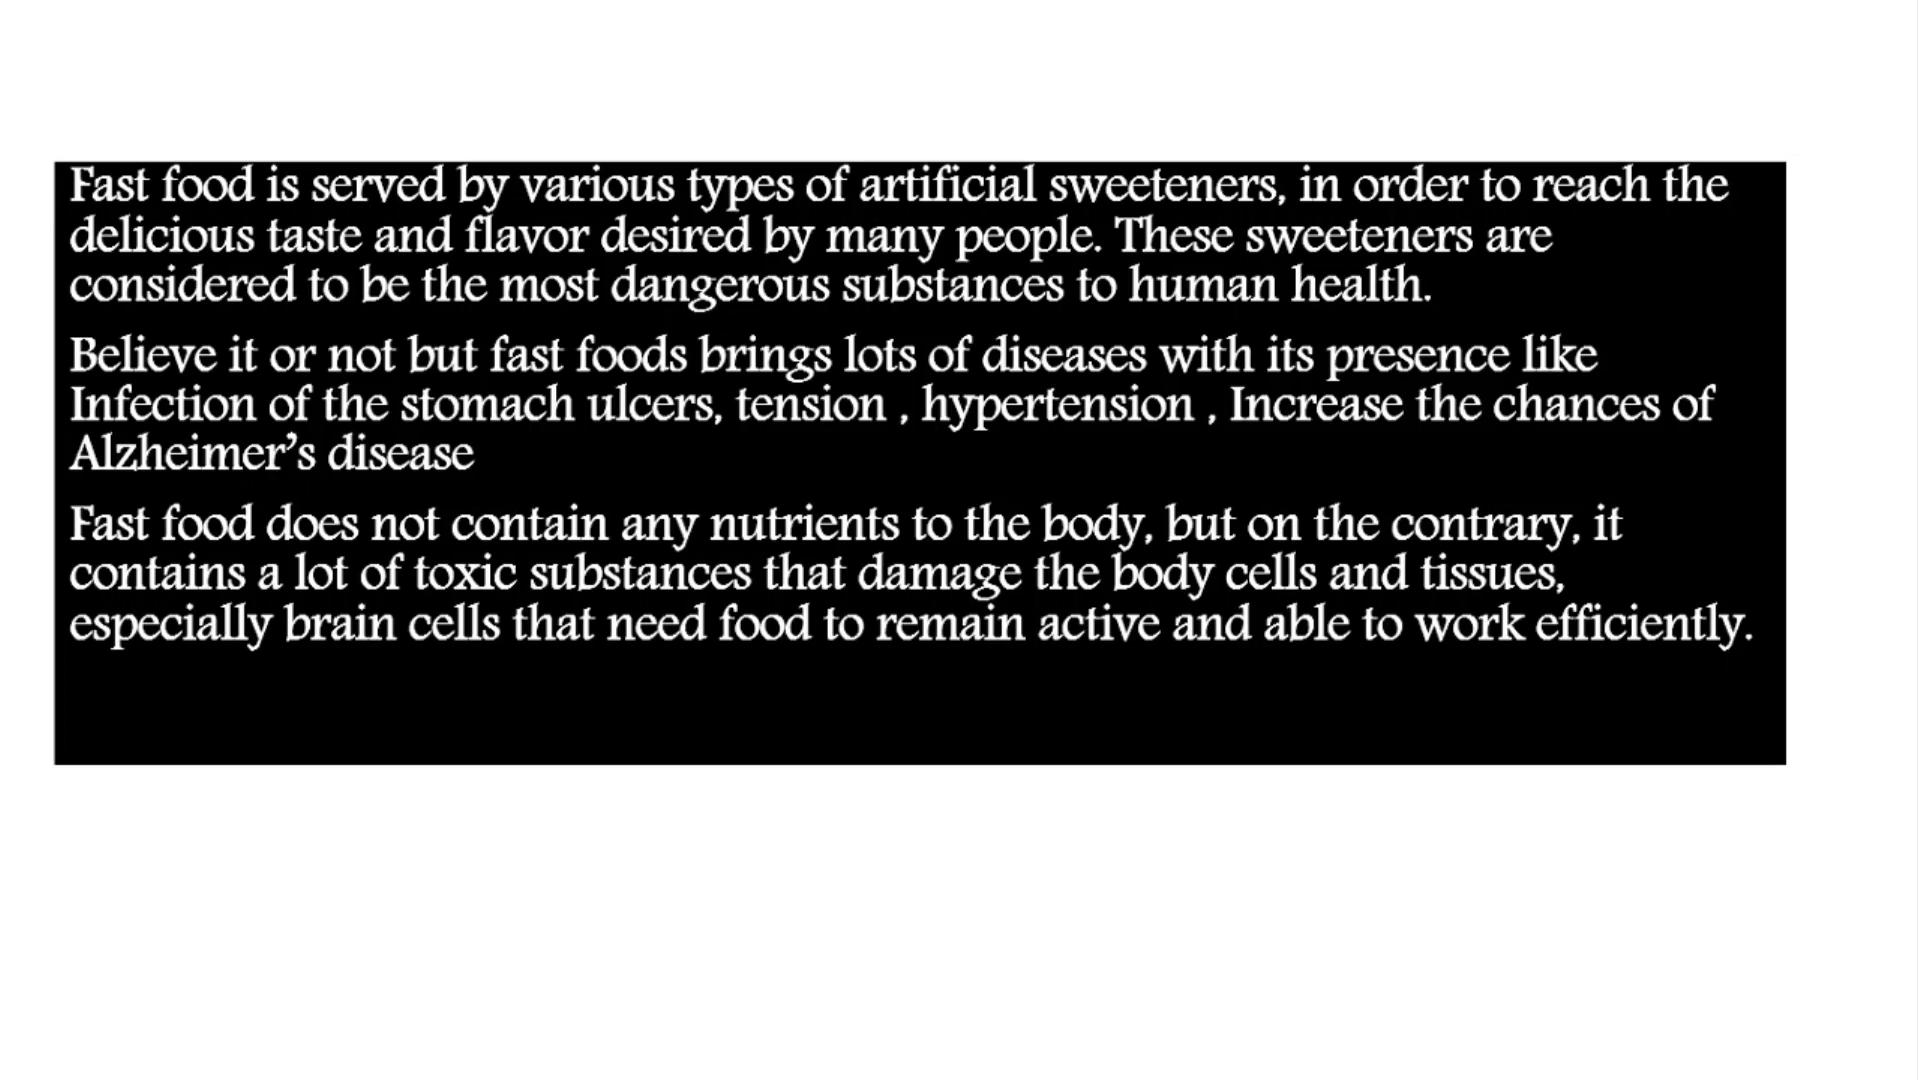 Fast food is served by various types of artificial sweeteners, in order to reach the
delicious taste and flavor desired by many people. These sweeteners are
considered to be the most dangerous substances to human health.
Believe it or not but fast foods brings lots of diseases with its presence like
Infection of the stomach ulcers, tension , hypertension , Increase the chances of
Alzheimer’s disease
Fast food does not contain any nutrients to the body, but on the contrary, it
contains a lot of toxic substances that damage the body cells and tissues,
especially brain cells that need food to remain active and able to work efficiently.